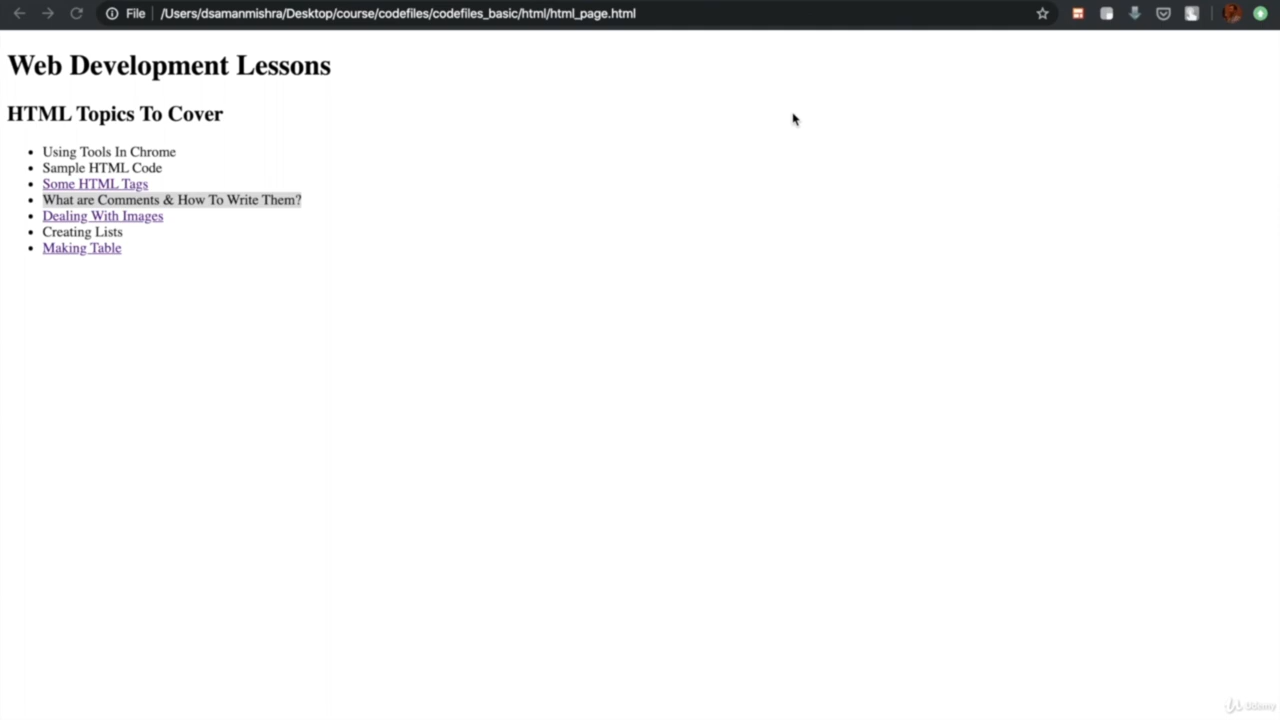 File /Users/dsamanmishra/Desktop/course/codefiles/codefiles_basic/html/html_page.html
Web Development Lessons
HTML Topics To Cover
Using Tools In Chrome
Sample HTML Code
Some HTML Tags
What are Comments & How To Write Them?
Dealing With Images
Creating Lists
Making Table
Udemy